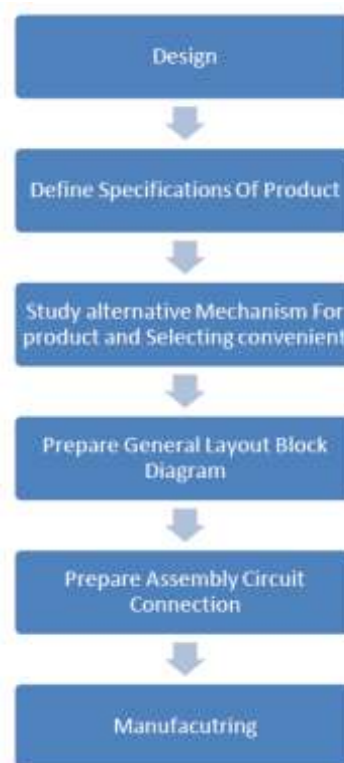 Design
Define Specifications Of Product
Study alternative Mechanism For
product and Selecting convenient
Prepare General Layout Block
Diagram
Prepare Assembly Circuit
Connection
Manufacutring